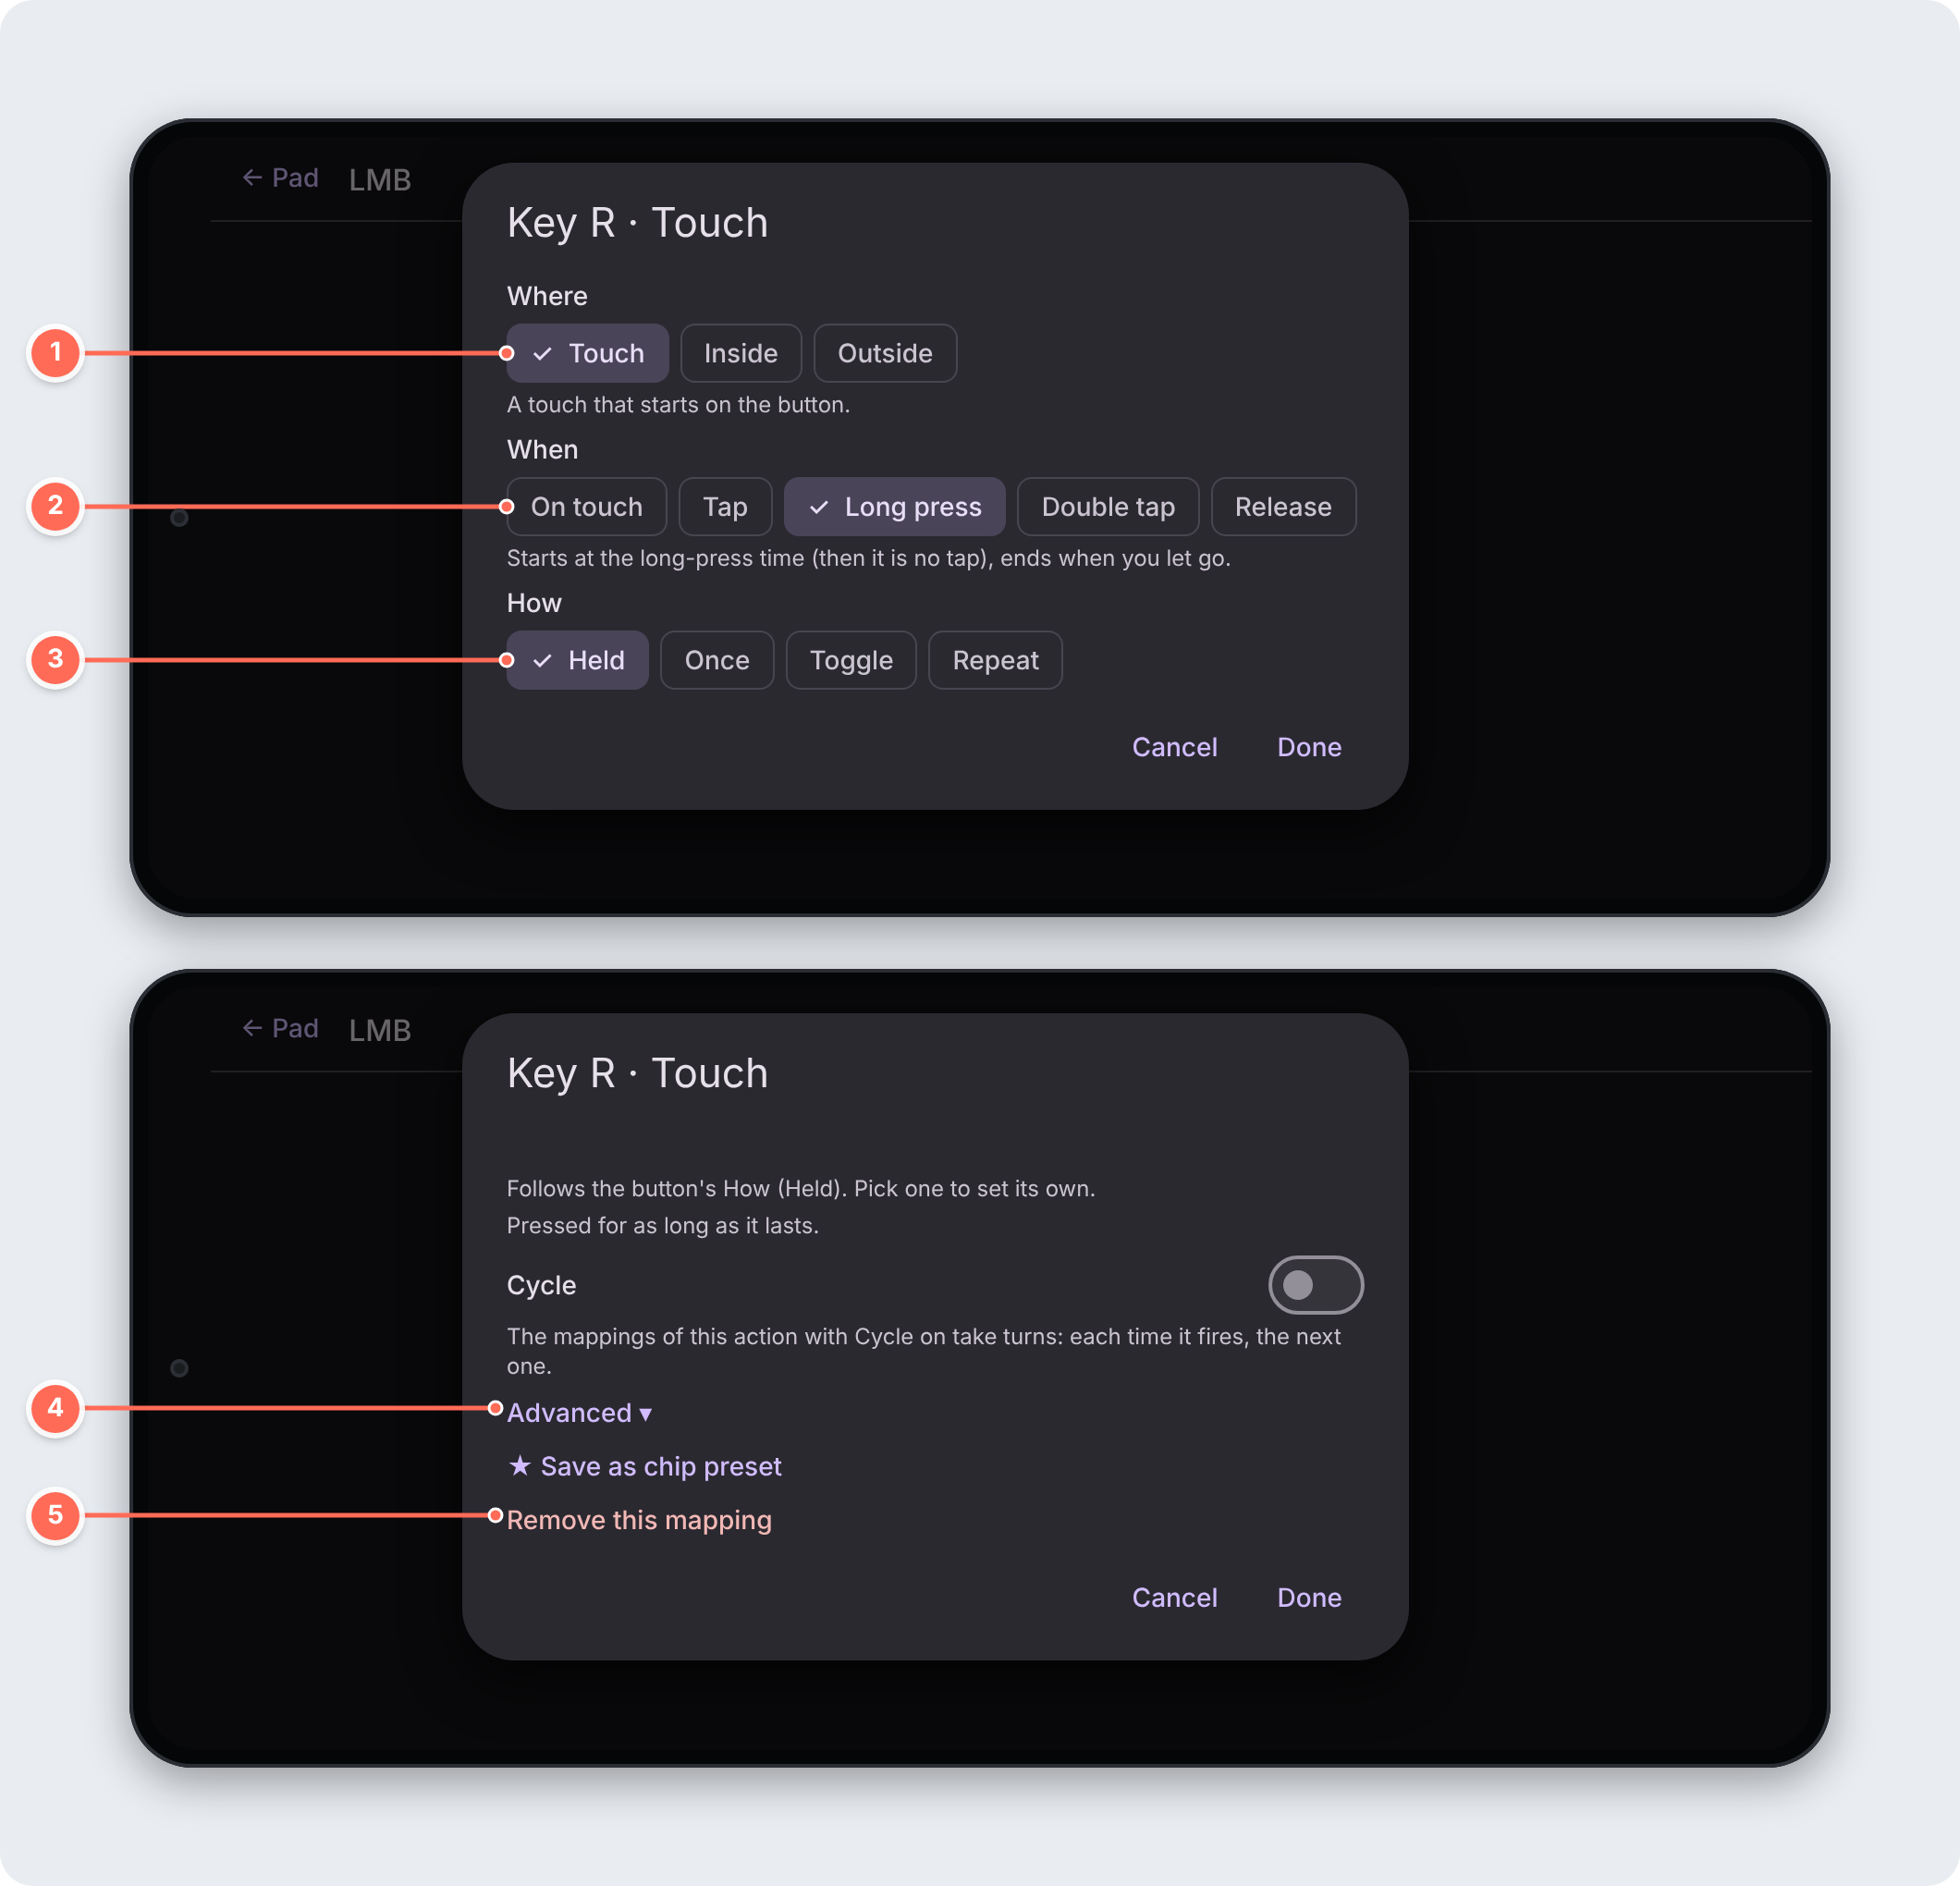 ← Pad LMB
Key R · Touch
Where
1
✓ Touch Inside Outside
A touch that starts on the button.
When
2
On touch Tap ✓ Long press Double tap Release
Starts at the long-press time (then it is no tap), ends when you let go.
How
3
✓ Held Once Toggle Repeat
Cancel Done
← Pad LMB
Key R · Touch
Follows the button's How (Held). Pick one to set its own.
Pressed for as long as it lasts.
Cycle
The mappings of this action with Cycle on take turns: each time it fires, the next
one.
4
Advanced ▾
★ Save as chip preset
5
Remove this mapping
Cancel Done